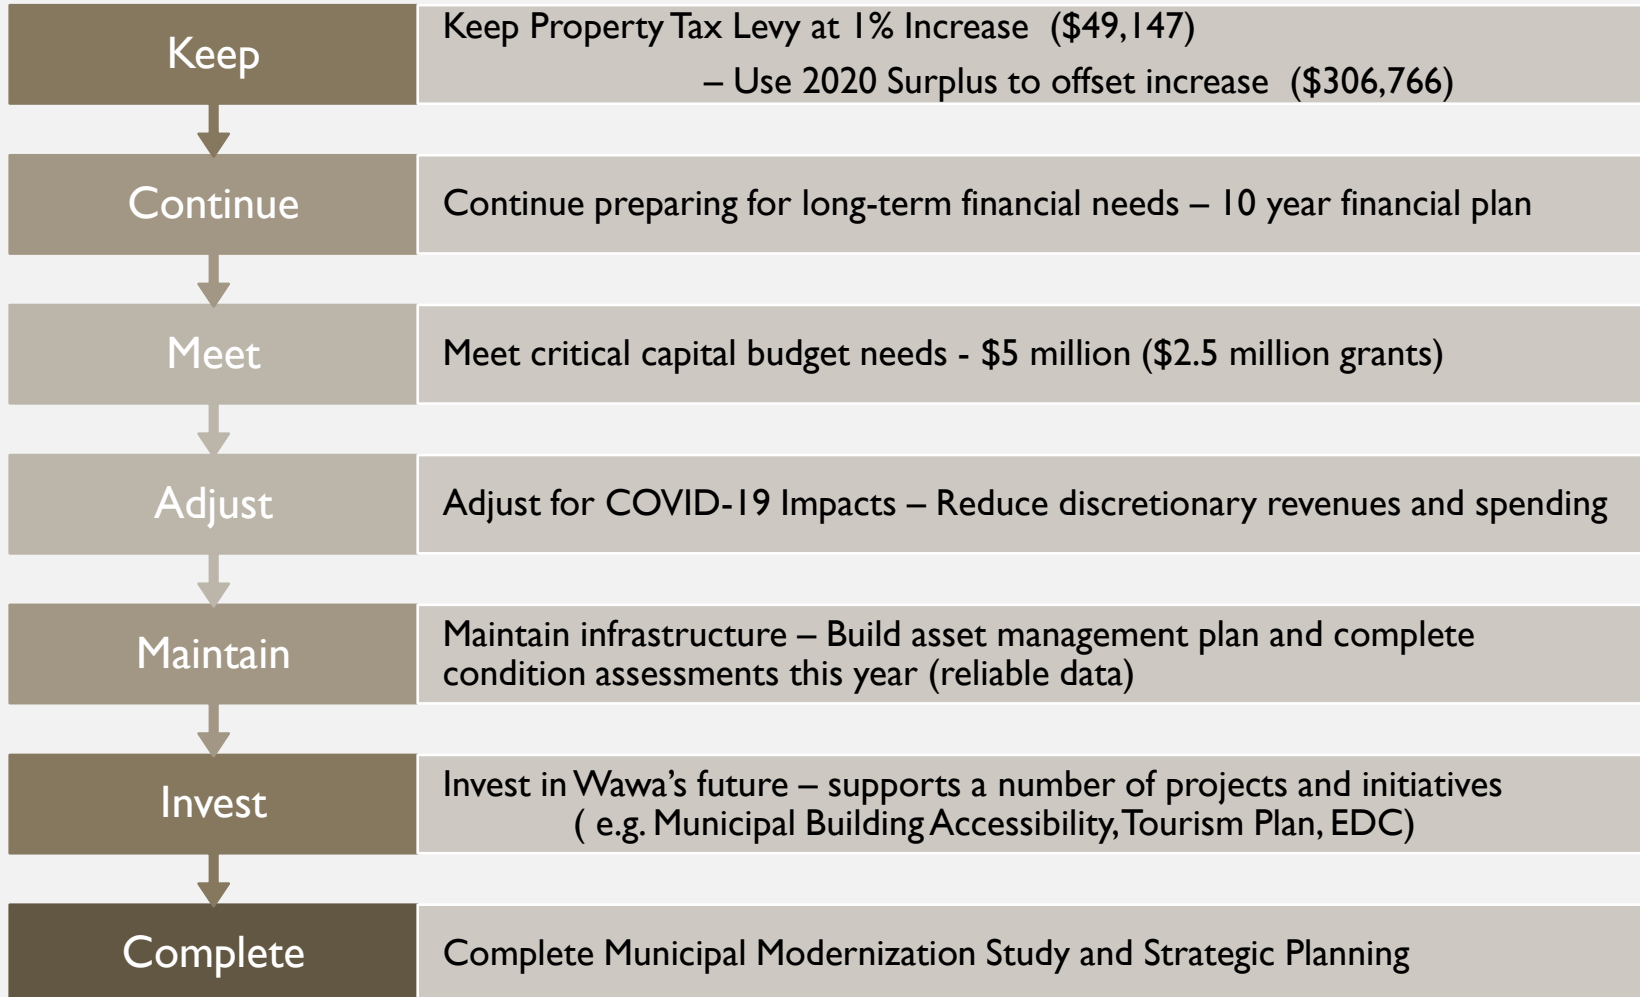 Keep
Keep Property Tax Levy at 1% Increase ($49,147)
– Use 2020 Surplus to offset increase ($306,766)
Continue
Continue preparing for long-term financial needs – 10 year financial plan
Meet
Meet critical capital budget needs - $5 million ($2.5 million grants)
Adjust
Adjust for COVID-19 Impacts – Reduce discretionary revenues and spending
Maintain
Maintain infrastructure – Build asset management plan and complete
condition assessments this year (reliable data)
Invest
Invest in Wawa's future – supports a number of projects and initiatives
( e.g. Municipal Building Accessibility, Tourism Plan, EDC)
Complete
Complete Municipal Modernization Study and Strategic Planning